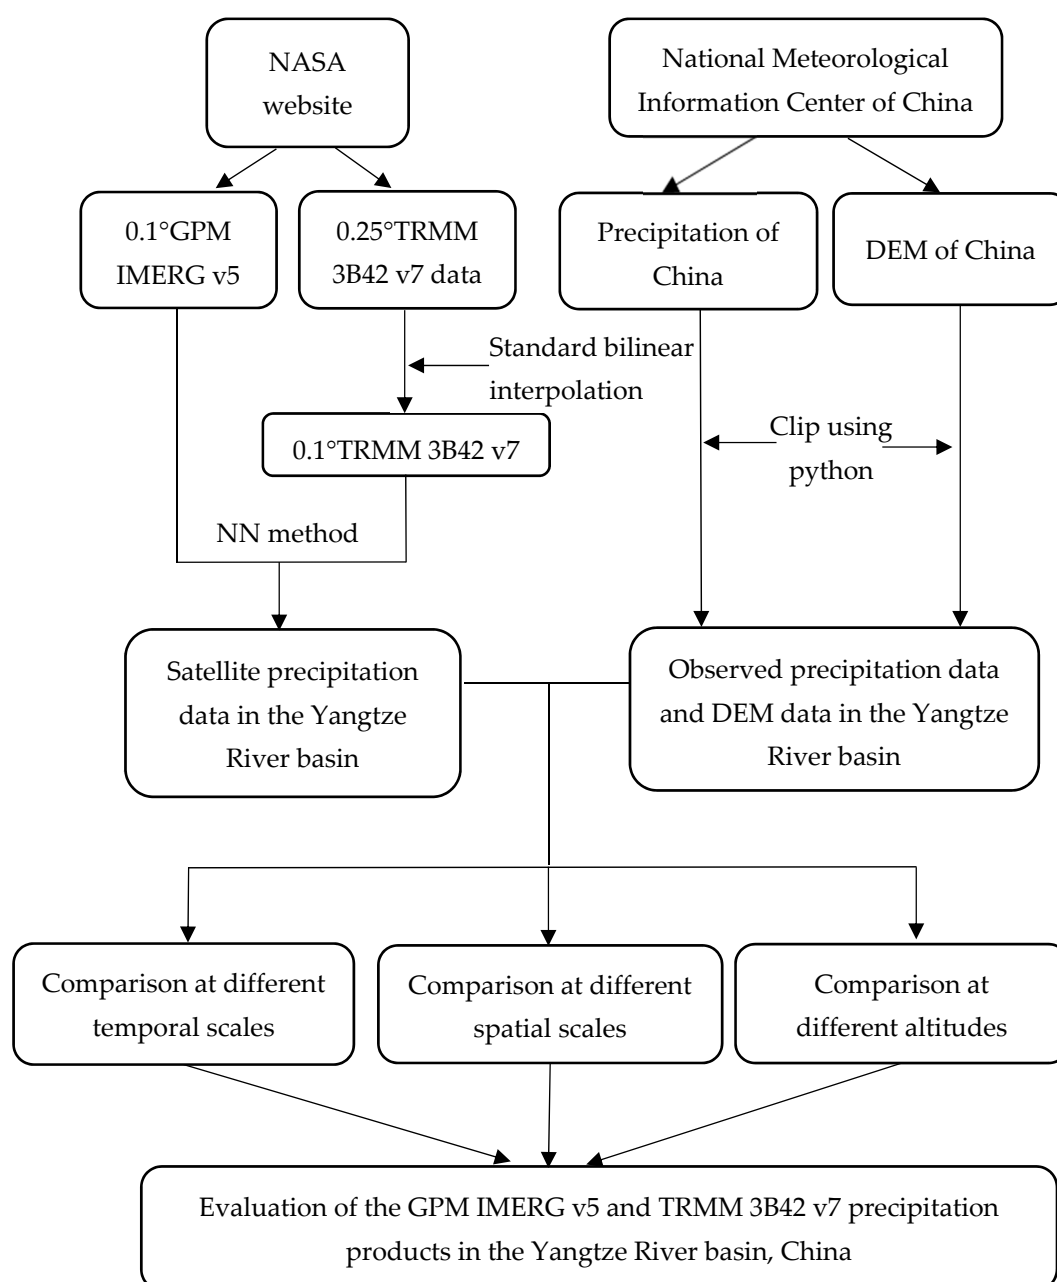 NASA
website
National Meteorological
Information Center of China
0.1°GPM
IMERG v5
0.25°TRMM
3B42 v7 data
Precipitation of
China
DEM of China
Standard bilinear
interpolation
0.1°TRMM 3B42 v7
Clip using
python
NN method
Satellite precipitation
data in the Yangtze
River basin
Observed precipitation data
and DEM data in the Yangtze
River basin
Comparison at different
temporal scales
Comparison at different
spatial scales
Comparison at
different altitudes
Evaluation of the GPM IMERG v5 and TRMM 3B42 v7 precipitation
products in the Yangtze River basin, China